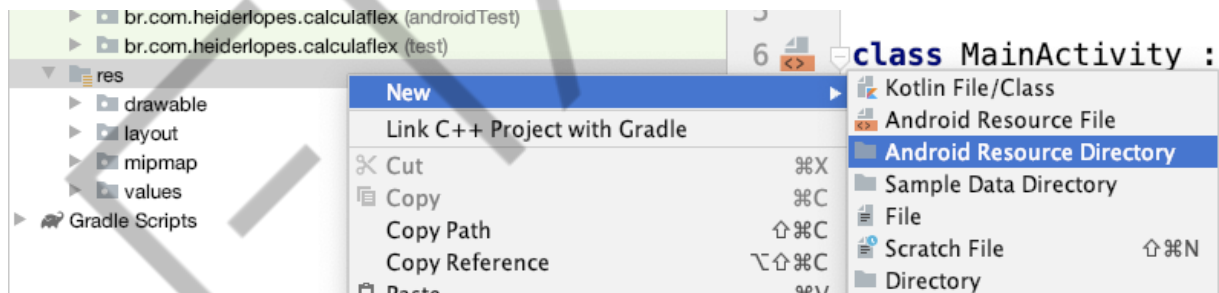 br.com.heiderlopes.calculaflex (androidTest)
br.com.heiderlopes.calculaflex (test)
res
drawable
layout
mipmap
values
Gradle Scripts
6 class MainActivity :
New
Link C++ Project with Gradle
Cut ⌘X
Copy ⌘C
Copy Path ⇧⌘C
Copy Reference ⌥⇧⌘C
Kotlin File/Class
Android Resource File
Android Resource Directory
Sample Data Directory
File
Scratch File ⇧⌘N
Directory